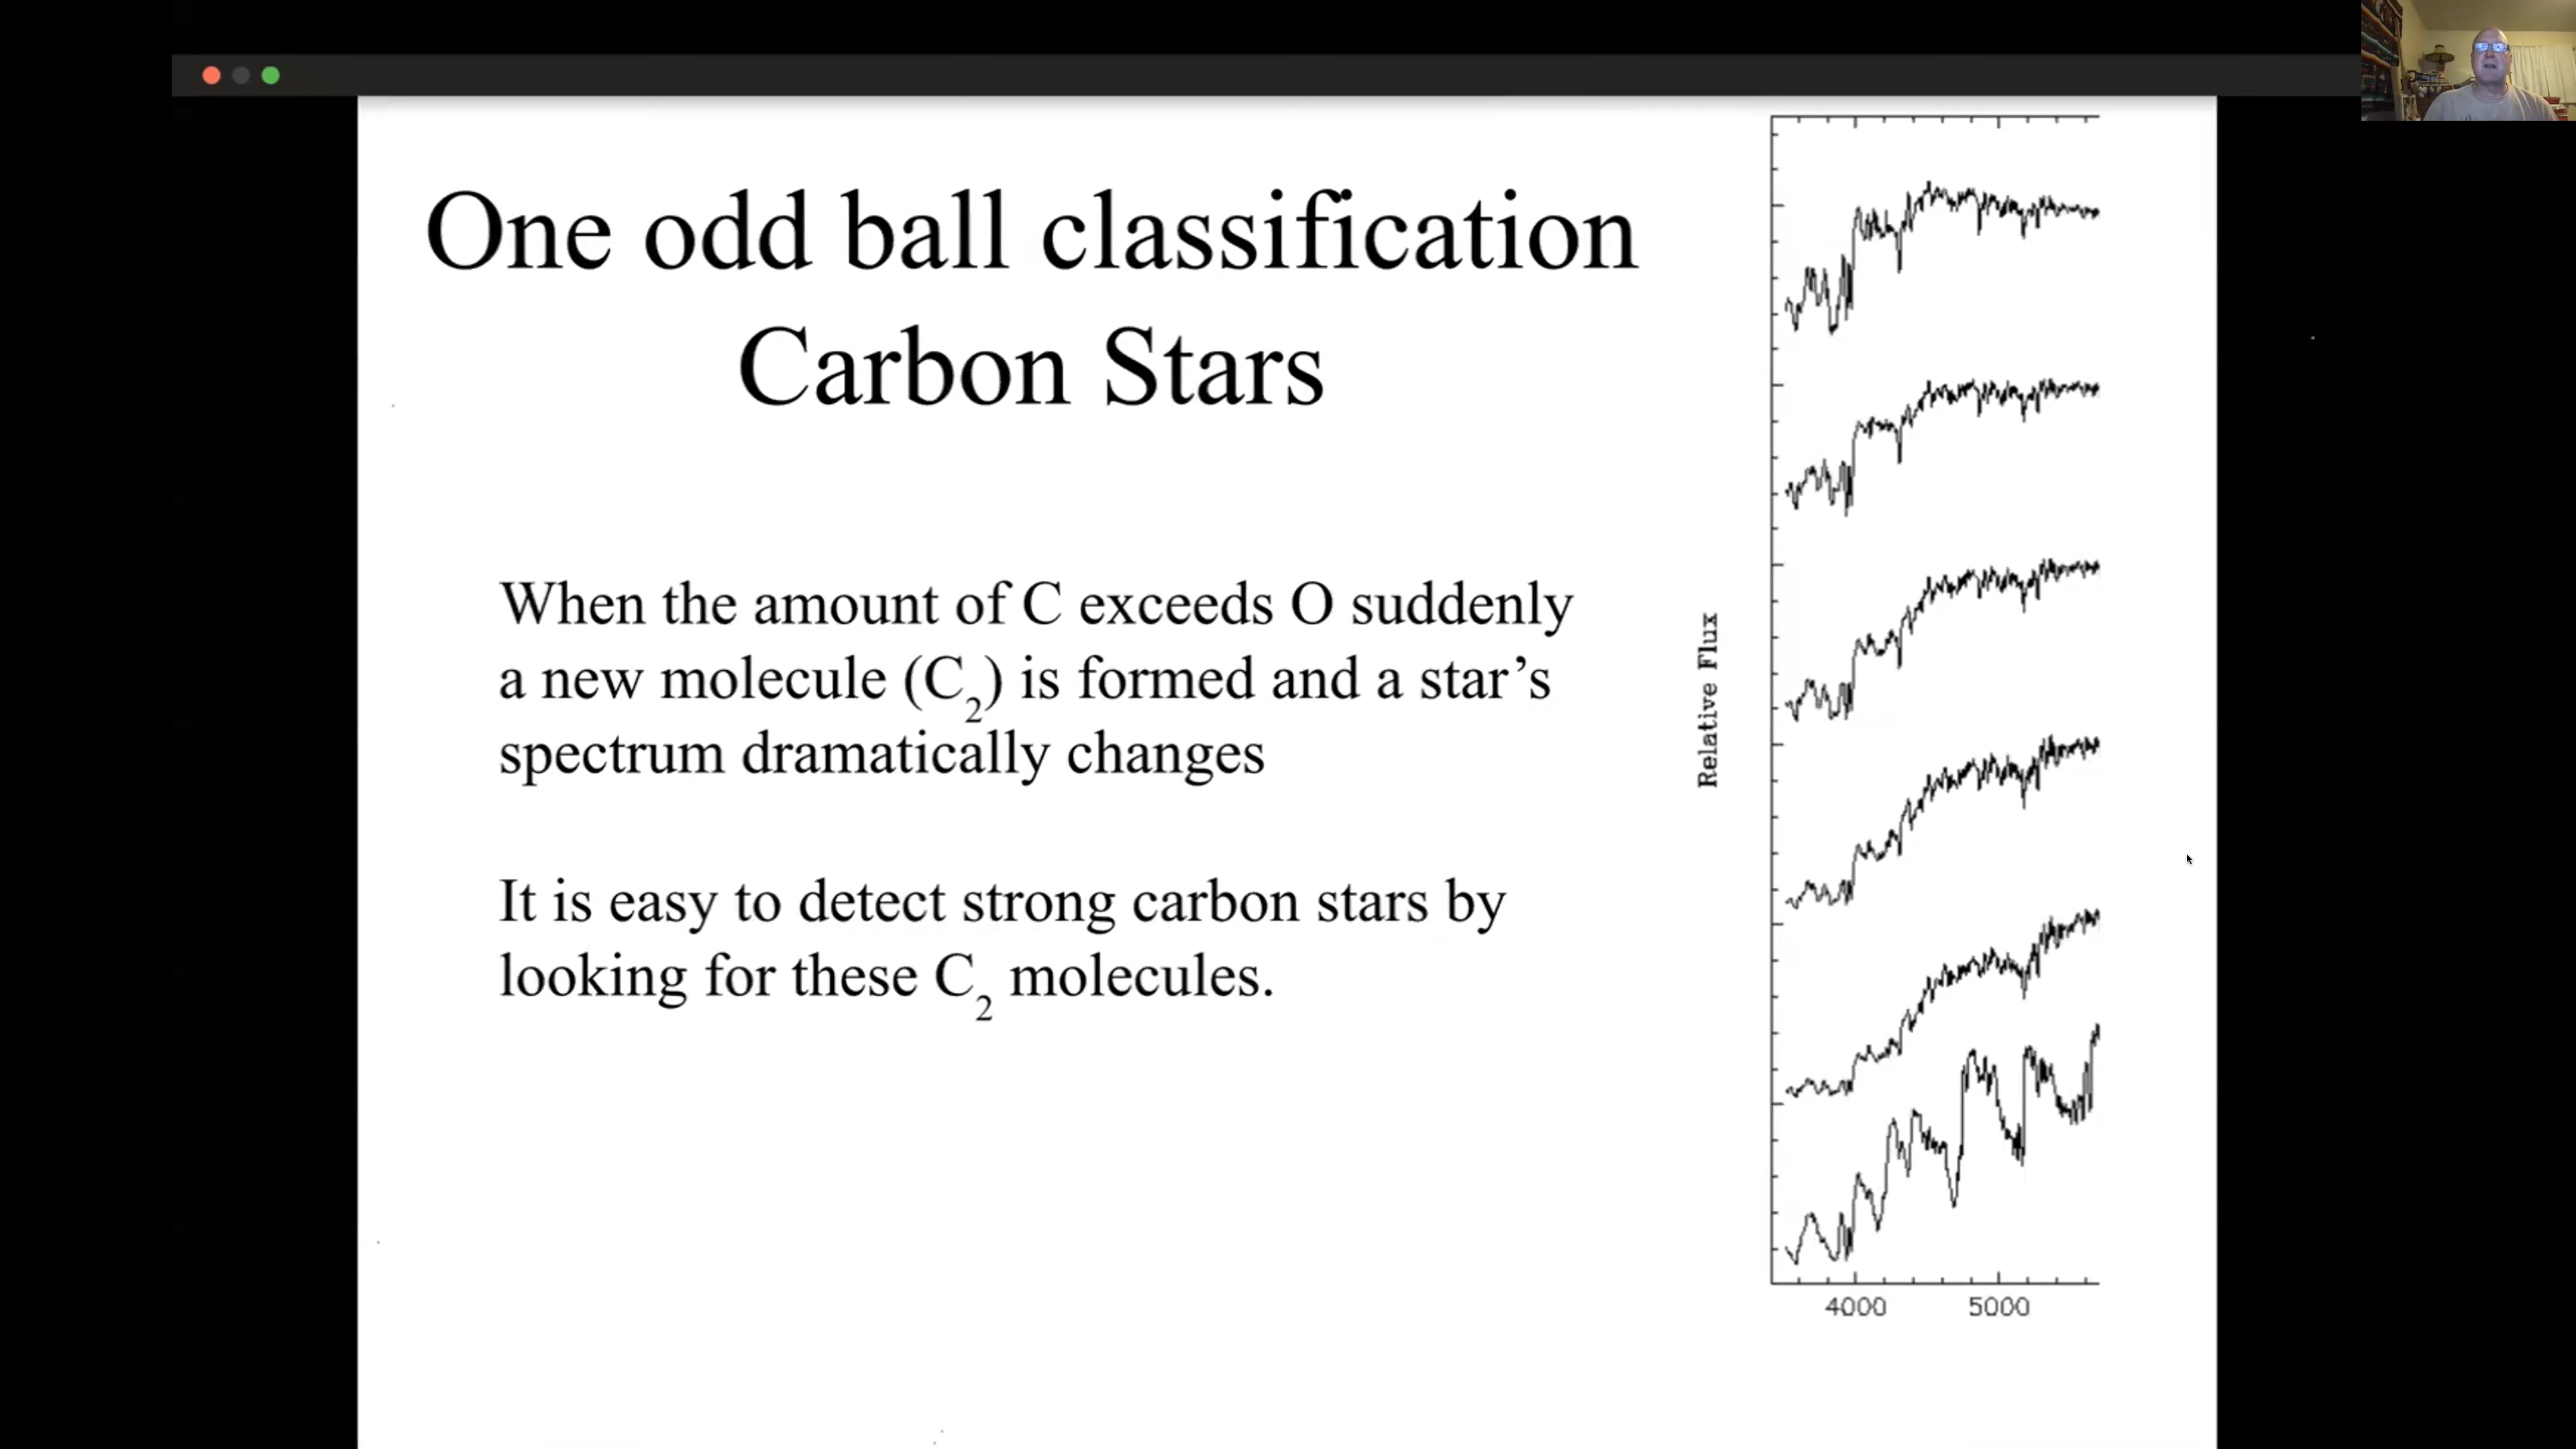 One odd ball classification
Carbon Stars
When the amount of C exceeds O suddenly
a new molecule (C₂) is formed and a star’s
spectrum dramatically changes
It is easy to detect strong carbon stars by
looking for these C₂ molecules.
Relative Flux
4000 5000